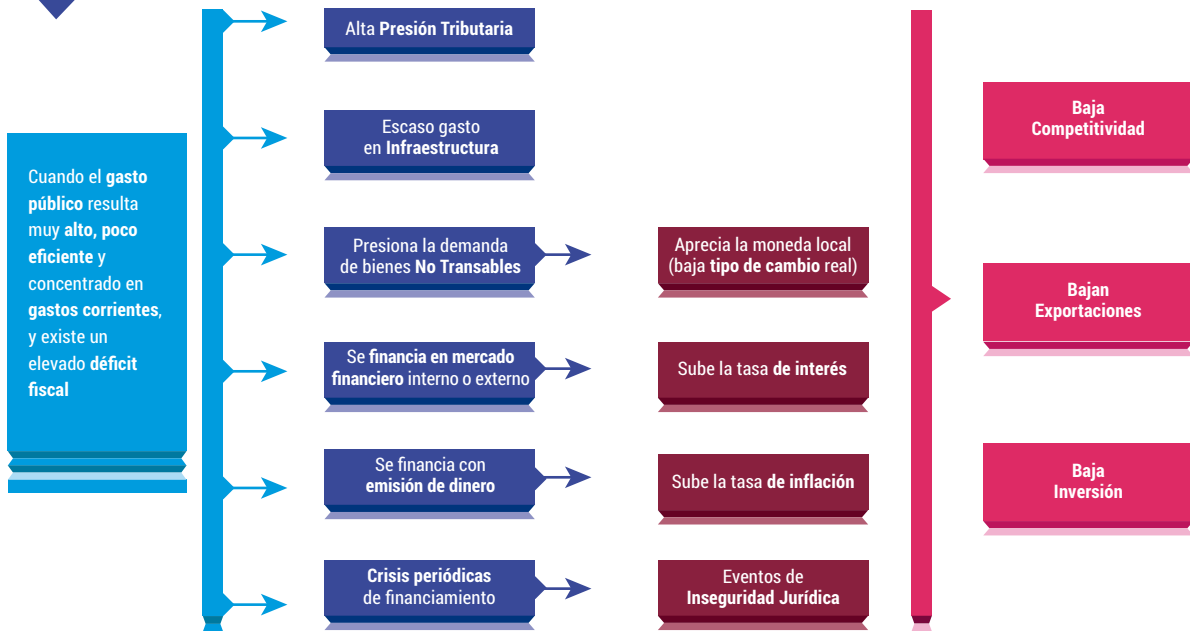 Cuando el gasto
público resulta
muy alto, poco
eficiente y
concentrado en
gastos corrientes,
y existe un
elevado déficit
fiscal
Alta Presión Tributaria
Escaso gasto
en Infraestructura
Presiona la demanda
de bienes No Transables
Aprecia la moneda local
(baja tipo de cambio real)
Se financia en mercado
financiero interno o externo
Sube la tasa de interés
Se financia con
emisión de dinero
Sube la tasa de inflación
Crisis periódicas
de financiamiento
Eventos de
Inseguridad Jurídica
Baja
Competitividad
Bajan
Exportaciones
Baja
Inversión